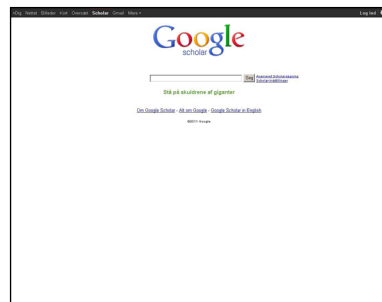 +Dig Nettet Billeder Kort Oversæt Scholar Gmail Mere
Log ind
Google
scholar
Søg
Avanceret Scholarsøgning
Scholarindstillinger
Stå på skuldrene af giganter
Om Google Scholar - Alt om Google - Google Scholar in English
©2011 Google